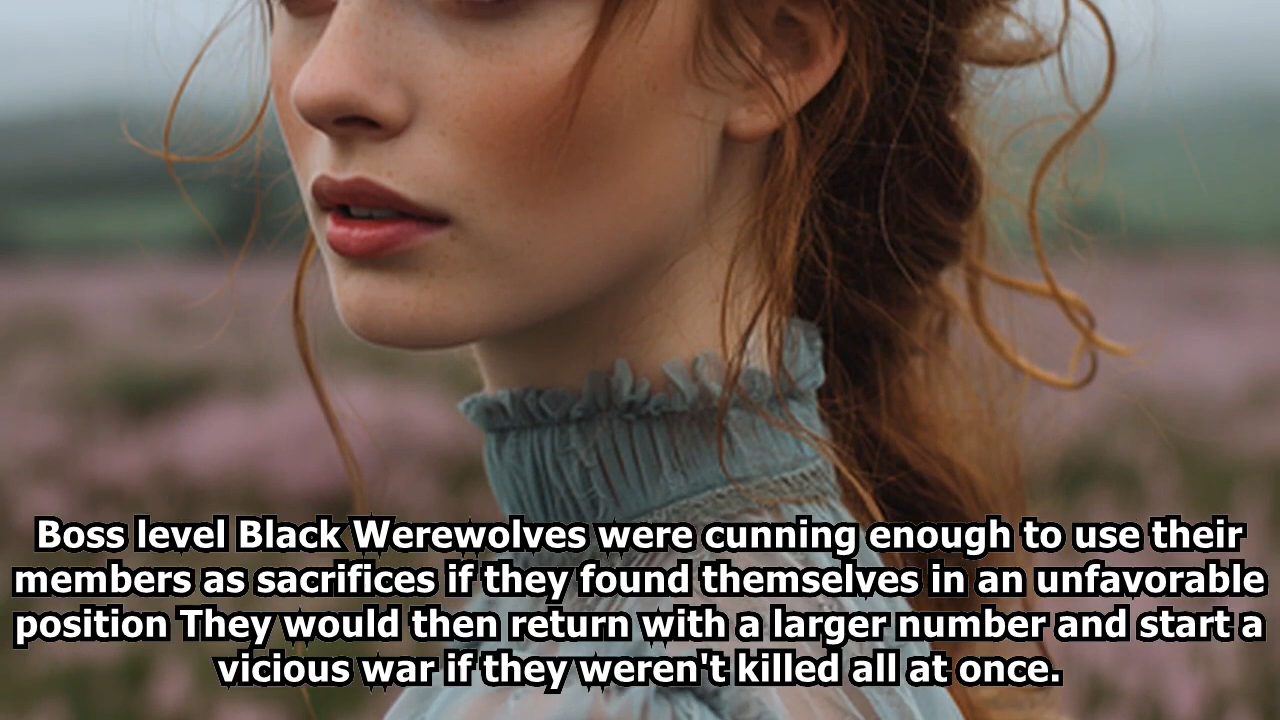 Boss level Black Werewolves were cunning enough to use their
members as sacrifices if they found themselves in an unfavorable
position They would then return with a larger number and start a
vicious war if they weren't killed all at once.